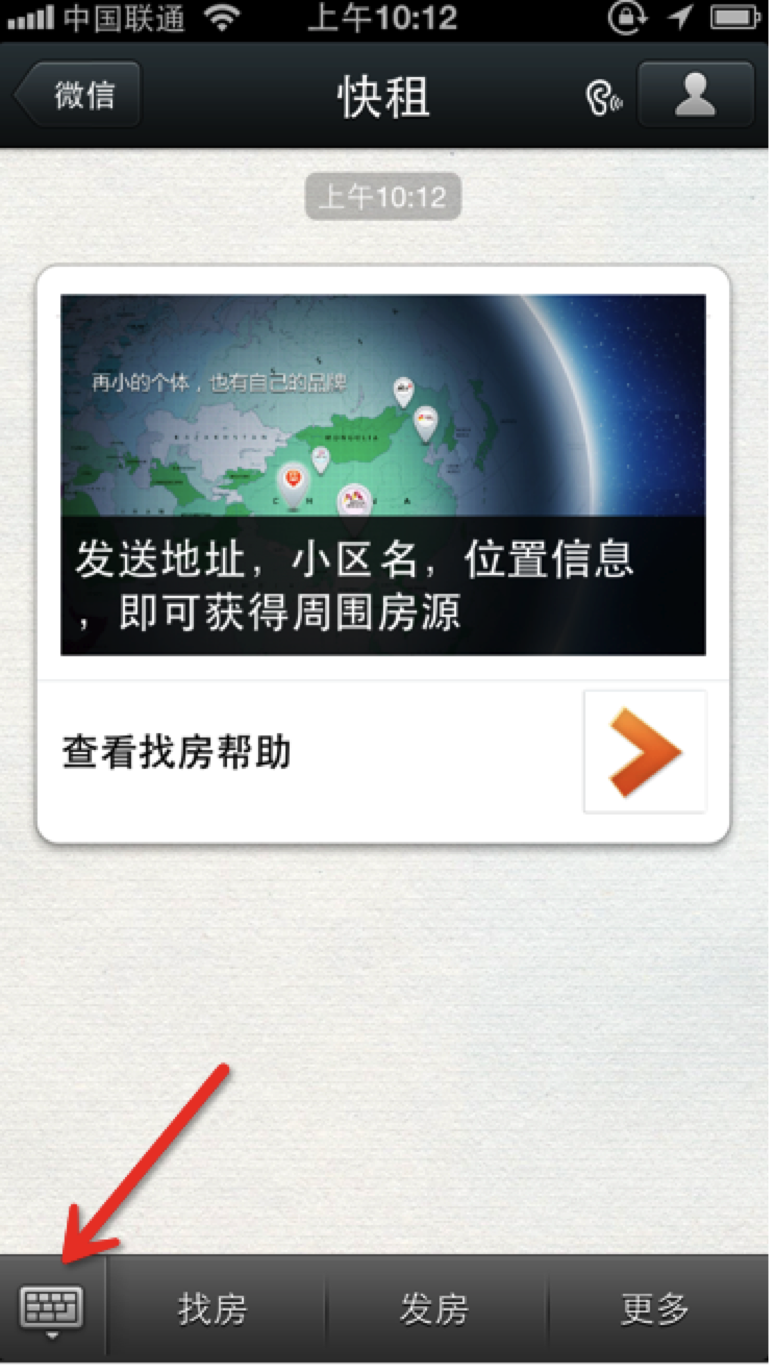 中国联通 上午10:12
微信 快租
上午10:12
再小的个体，也有自己的品牌
KAZAKHSTAN MONGOLIA
C H N A
发送地址，小区名，位置信息
，即可获得周围房源
查看找房帮助
找房 发房 更多